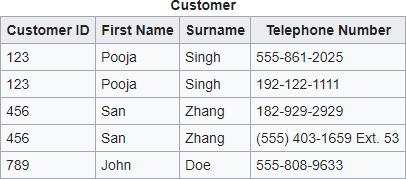 Customer
Customer ID First Name Surname Telephone Number
123 Pooja Singh 555-861-2025
123 Pooja Singh 192-122-1111
456 San Zhang 182-929-2929
456 San Zhang (555) 403-1659 Ext. 53
789 John Doe 555-808-9633